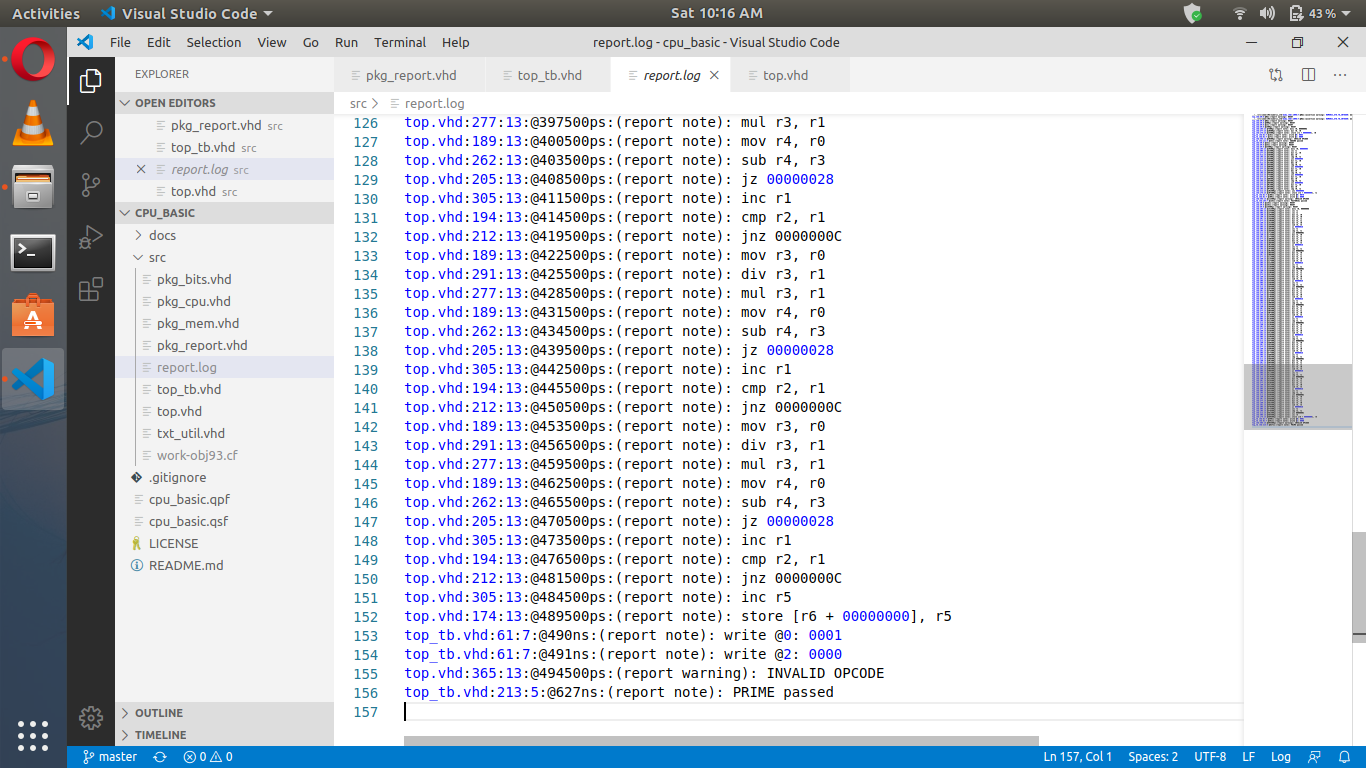 Activities Visual Studio Code Sat 10:16 AM 43 %
File Edit Selection View Go Run Terminal Help report.log - cpu_basic - Visual Studio Code
EXPLORER
OPEN EDITORS
pkg_report.vhd src
top_tb.vhd src
report.log src
top.vhd src
CPU_BASIC
docs
src
pkg_bits.vhd
pkg_cpu.vhd
pkg_mem.vhd
pkg_report.vhd
report.log
top_tb.vhd
top.vhd
txt_util.vhd
work-obj93.cf
.gitignore
cpu_basic.qpf
cpu_basic.qsf
LICENSE
README.md
OUTLINE
TIMELINE
pkg_report.vhd top_tb.vhd report.log top.vhd
src report.log
126 top.vhd:277:13:@397500ps:(report note): mul r3, r1
127 top.vhd:189:13:@400500ps:(report note): mov r4, r0
128 top.vhd:262:13:@403500ps:(report note): sub r4, r3
129 top.vhd:205:13:@408500ps:(report note): jz 00000028
130 top.vhd:305:13:@411500ps:(report note): inc r1
131 top.vhd:194:13:@414500ps:(report note): cmp r2, r1
132 top.vhd:212:13:@419500ps:(report note): jnz 0000000C
133 top.vhd:189:13:@422500ps:(report note): mov r3, r0
134 top.vhd:291:13:@425500ps:(report note): div r3, r1
135 top.vhd:277:13:@428500ps:(report note): mul r3, r1
136 top.vhd:189:13:@431500ps:(report note): mov r4, r0
137 top.vhd:262:13:@434500ps:(report note): sub r4, r3
138 top.vhd:205:13:@439500ps:(report note): jz 00000028
139 top.vhd:305:13:@442500ps:(report note): inc r1
140 top.vhd:194:13:@445500ps:(report note): cmp r2, r1
141 top.vhd:212:13:@450500ps:(report note): jnz 0000000C
142 top.vhd:189:13:@453500ps:(report note): mov r3, r0
143 top.vhd:291:13:@456500ps:(report note): div r3, r1
144 top.vhd:277:13:@459500ps:(report note): mul r3, r1
145 top.vhd:189:13:@462500ps:(report note): mov r4, r0
146 top.vhd:262:13:@465500ps:(report note): sub r4, r3
147 top.vhd:205:13:@470500ps:(report note): jz 00000028
148 top.vhd:305:13:@473500ps:(report note): inc r1
149 top.vhd:194:13:@476500ps:(report note): cmp r2, r1
150 top.vhd:212:13:@481500ps:(report note): jnz 0000000C
151 top.vhd:305:13:@484500ps:(report note): inc r5
152 top.vhd:174:13:@489500ps:(report note): store [r6 + 00000000], r5
153 top_tb.vhd:61:7:@490ns:(report note): write @0: 0001
154 top_tb.vhd:61:7:@491ns:(report note): write @2: 0000
155 top.vhd:365:13:@494500ps:(report warning): INVALID OPCODE
156 top_tb.vhd:213:5:@627ns:(report note): PRIME passed
157
master 0 0 Ln 157, Col 1 Spaces: 2 UTF-8 LF Log